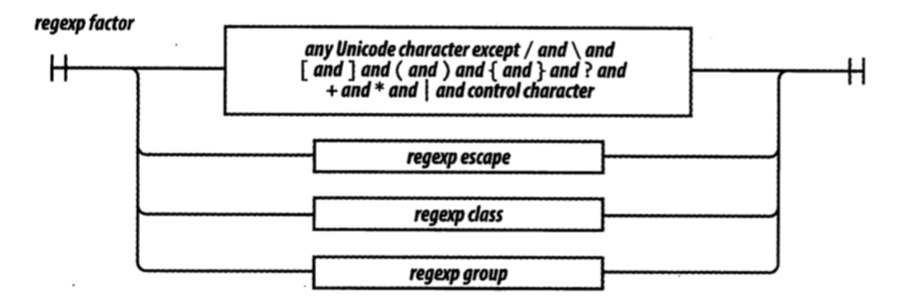 regexp factor
any Unicode character except / and \ and
[ and ] and ( and ) and { and } and ? and
+ and * and | and control character
regexp escape
regexp class
regexp group